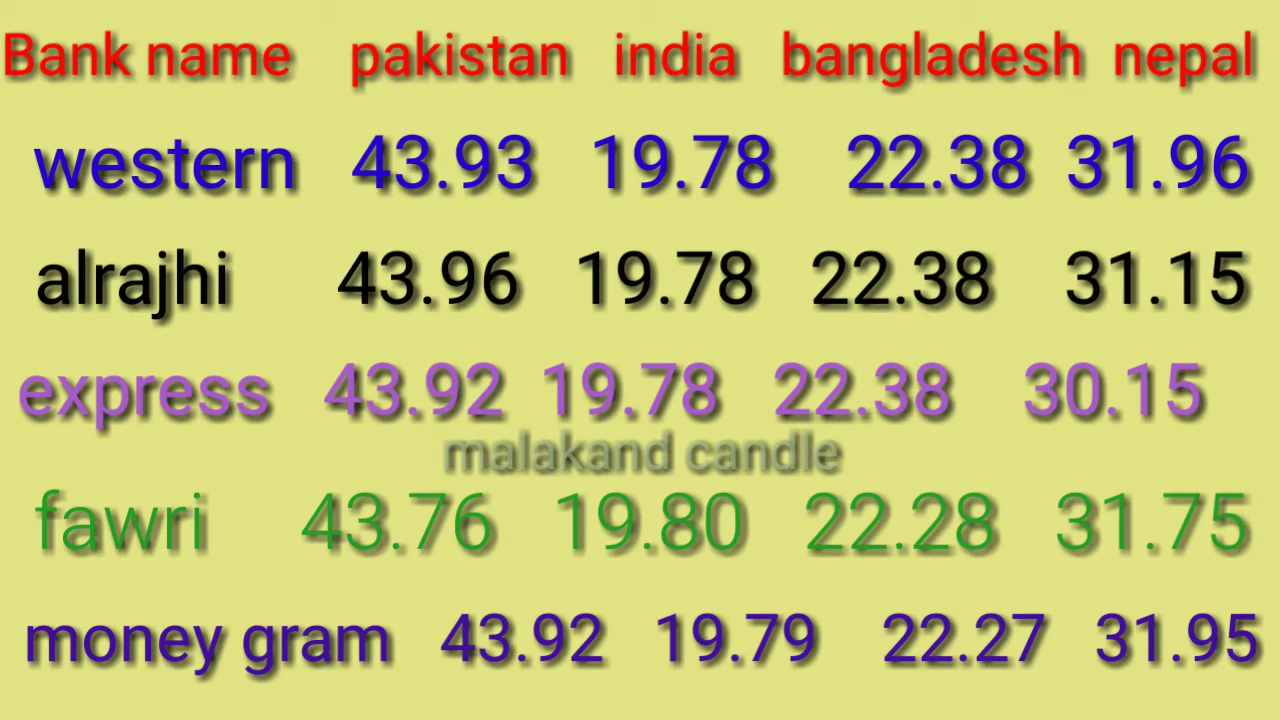 Bank name pakistan india bangladesh nepal
western 43.93 19.78 22.38 31.96
alrajhi 43.96 19.78 22.38 31.15
express 43.92 19.78 22.38 30.15
malakand candle
fawri 43.76 19.80 22.28 31.75
money gram 43.92 19.79 22.27 31.95